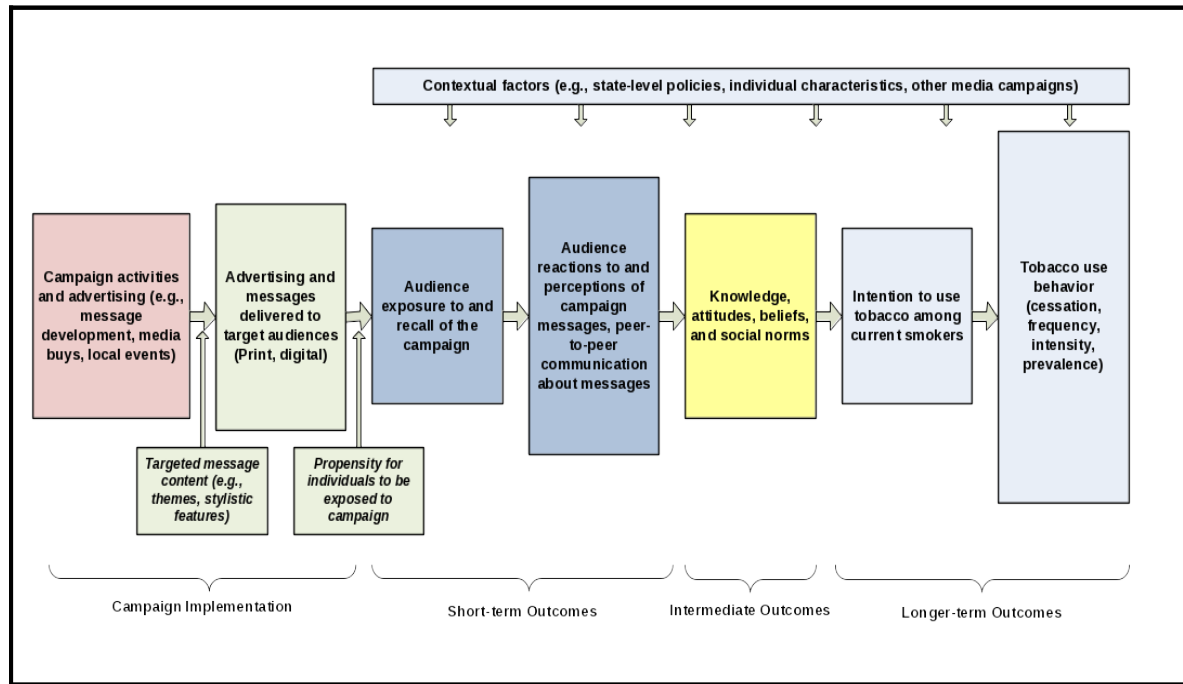 Contextual factors (e.g., state-level policies, individual characteristics, other media campaigns)
Campaign activities
and advertising (e.g.,
message
development, media
buys, local events)
Advertising and
messages
delivered to
target audiences
(Print, digital)
Audience
exposure to and
recall of the
campaign
Audience
reactions to and
perceptions of
campaign
messages, peer-
to-peer
communication
about messages
Knowledge,
attitudes, beliefs,
and social norms
Intention to use
tobacco among
current smokers
Tobacco use
behavior
(cessation,
frequency,
intensity,
prevalence)
Targeted message
content (e.g.,
themes, stylistic
features)
Propensity for
individuals to be
exposed to
campaign
Campaign Implementation
Short-term Outcomes
Intermediate Outcomes
Longer-term Outcomes